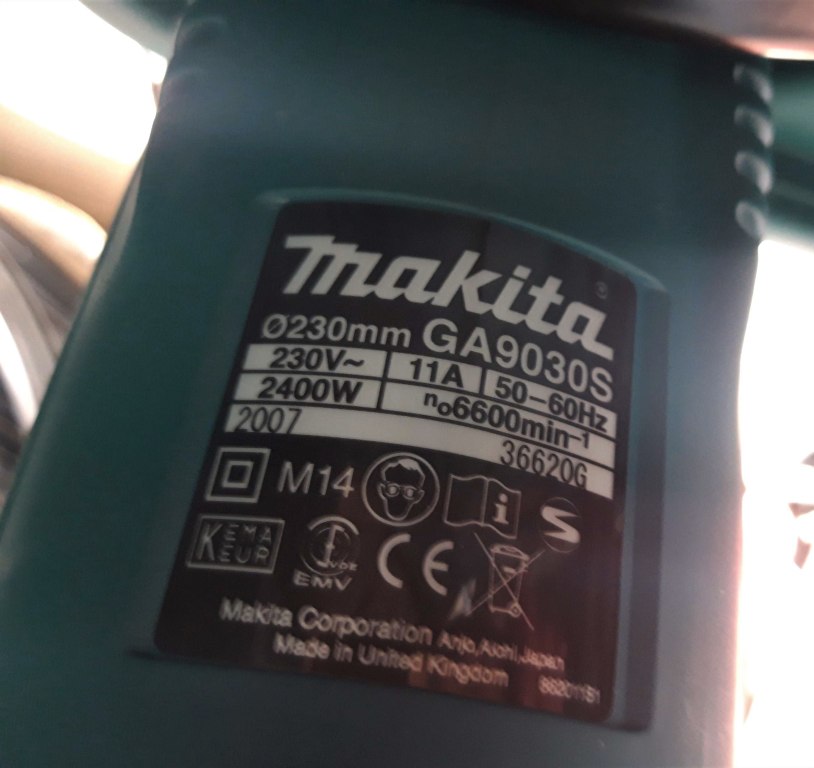 makita
Ø230mm GA9030S
230V~ 11A 50-60Hz
2400W n₀6600min⁻¹
2007 36620G
M14 i S
KEMA
EUR
VDE
EMV CE
Makita Corporation Anjo, Aichi, Japan
Made in United Kingdom